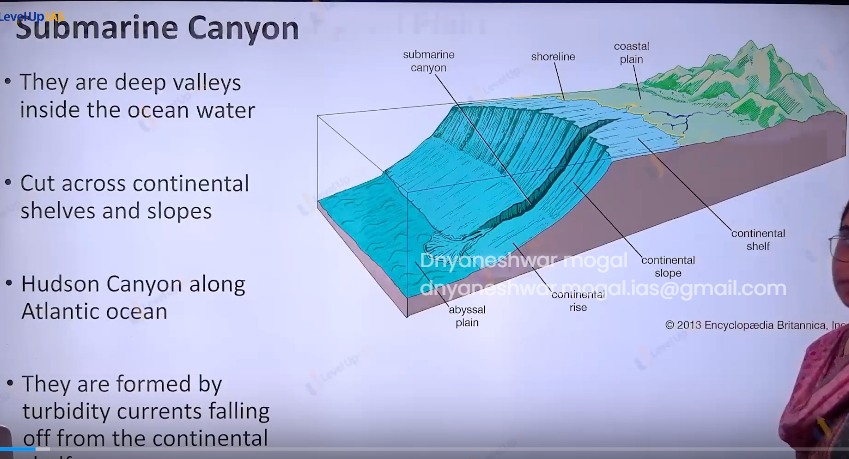 LevelUp IAS
Submarine Canyon
• They are deep valleys
inside the ocean water
• Cut across continental
shelves and slopes
• Hudson Canyon along
Atlantic ocean
• They are formed by
turbidity currents falling
off from the continental
submarine
canyon
shoreline
coastal
plain
continental
shelf
continental
slope
continental
rise
abyssal
plain
Dnyaneshwar mogal
dnyaneshwar.mogal.ias@gmail.com
© 2013 Encyclopædia Britannica, Inc